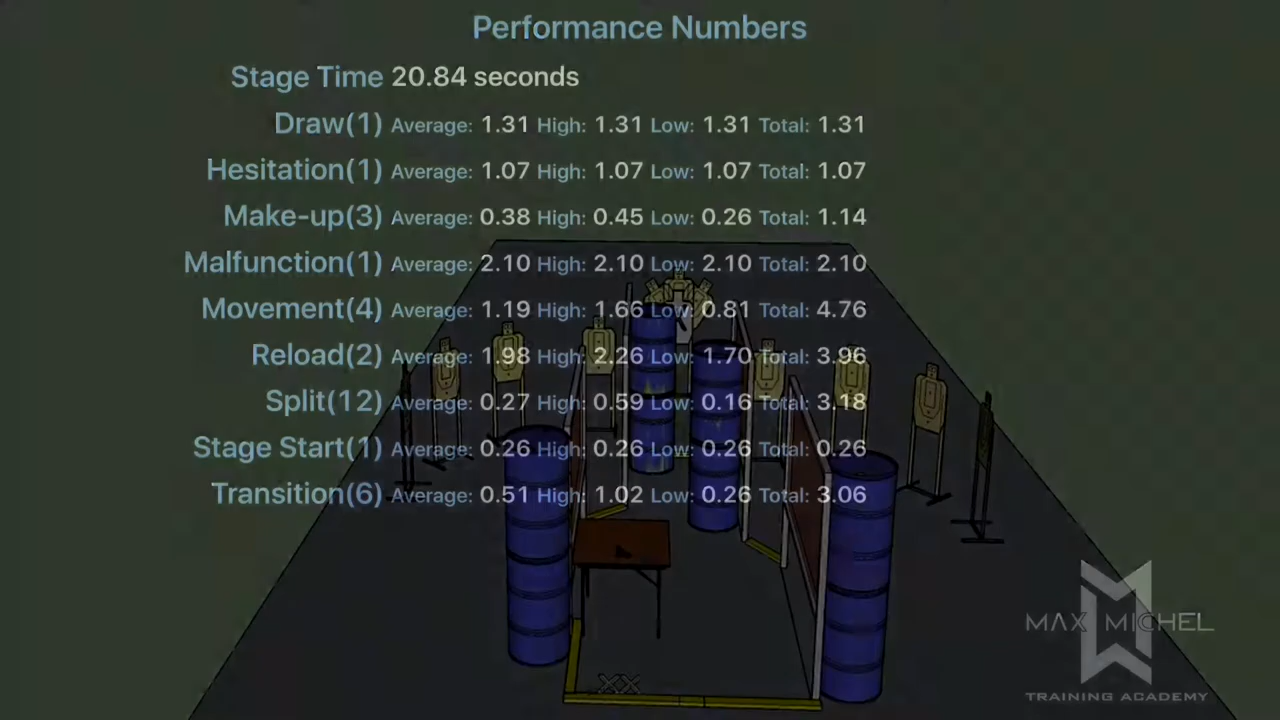 Performance Numbers
Stage Time 20.84 seconds
Draw(1) Average: 1.31 High: 1.31 Low: 1.31 Total: 1.31
Hesitation(1) Average: 1.07 High: 1.07 Low: 1.07 Total: 1.07
Make-up(3) Average: 0.38 High: 0.45 Low: 0.26 Total: 1.14
Malfunction(1) Average: 2.10 High: 2.10 Low: 2.10 Total: 2.10
Movement(4) Average: 1.19 High: 1.66 Low: 0.81 Total: 4.76
Reload(2) Average: 1.98 High: 2.26 Low: 1.70 Total: 3.96
Split(12) Average: 0.27 High: 0.59 Low: 0.16 Total: 3.18
Stage Start(1) Average: 0.26 High: 0.26 Low: 0.26 Total: 0.26
Transition(6) Average: 0.51 High: 1.02 Low: 0.26 Total: 3.06
XX
MAX MICHEL
TRAINING ACADEMY